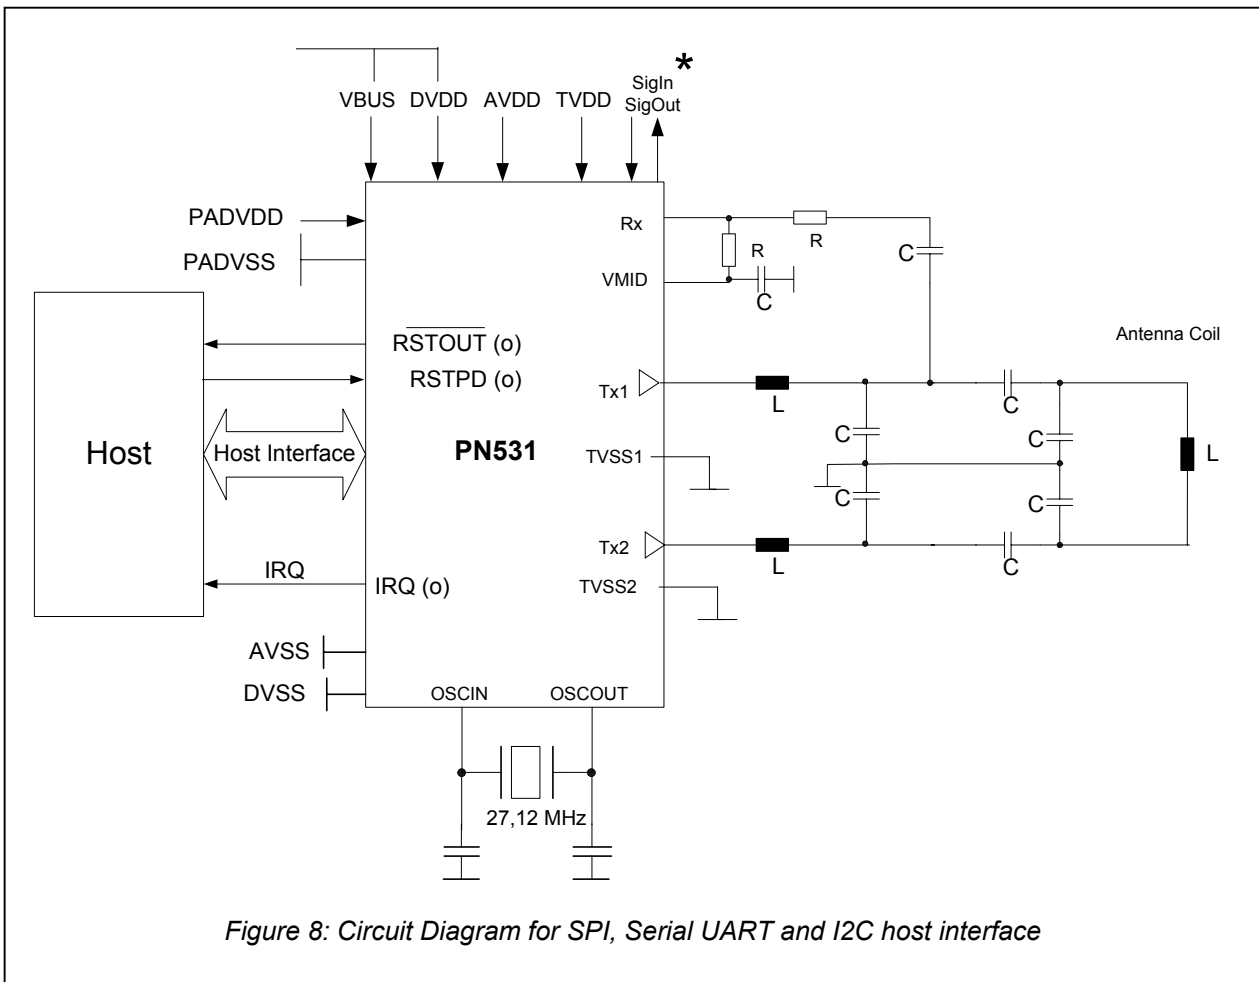 *
SigIn
VBUS DVDD AVDD TVDD SigOut
PADVDD
Rx
R
R
C
PADVSS
VMID
C
Antenna Coil
RSTOUT (o)
RSTPD (o)
Tx1
L
C
C
C
Host
Host Interface
PN531
TVSS1
L
C
C
Tx2
L
C
IRQ
IRQ (o)
TVSS2
AVSS
DVSS
OSCIN OSCOUT
27,12 MHz
Figure 8: Circuit Diagram for SPI, Serial UART and I2C host interface